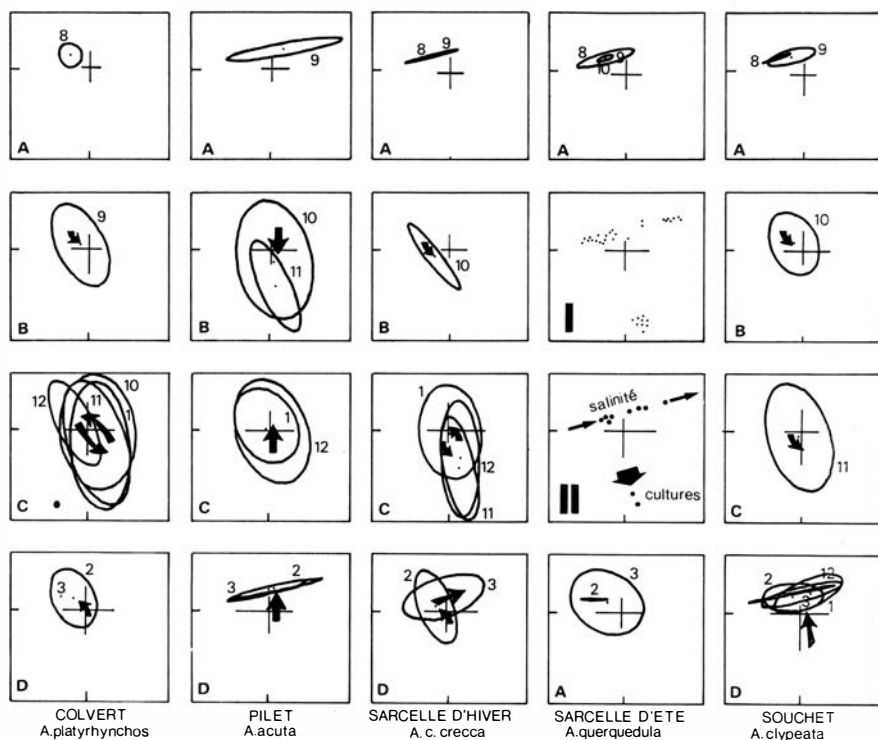 8
A
9
A
8 9
A
9
10
A
8 9
A
9
B
10
11
B
10
B
I
10
B
12 11 10
1
C
1
12
C
1
12
11
C
salinité
cultures
II
11
C
2
3
D
3 2
D
2
3
D
3
2
A
2 12
3 1
D
COLVERT
A.platyrhynchos
PILET
A.acuta
SARCELLE D'HIVER
A. c. crecca
SARCELLE D'ETE
A.querquedula
SOUCHET
A. clypeata